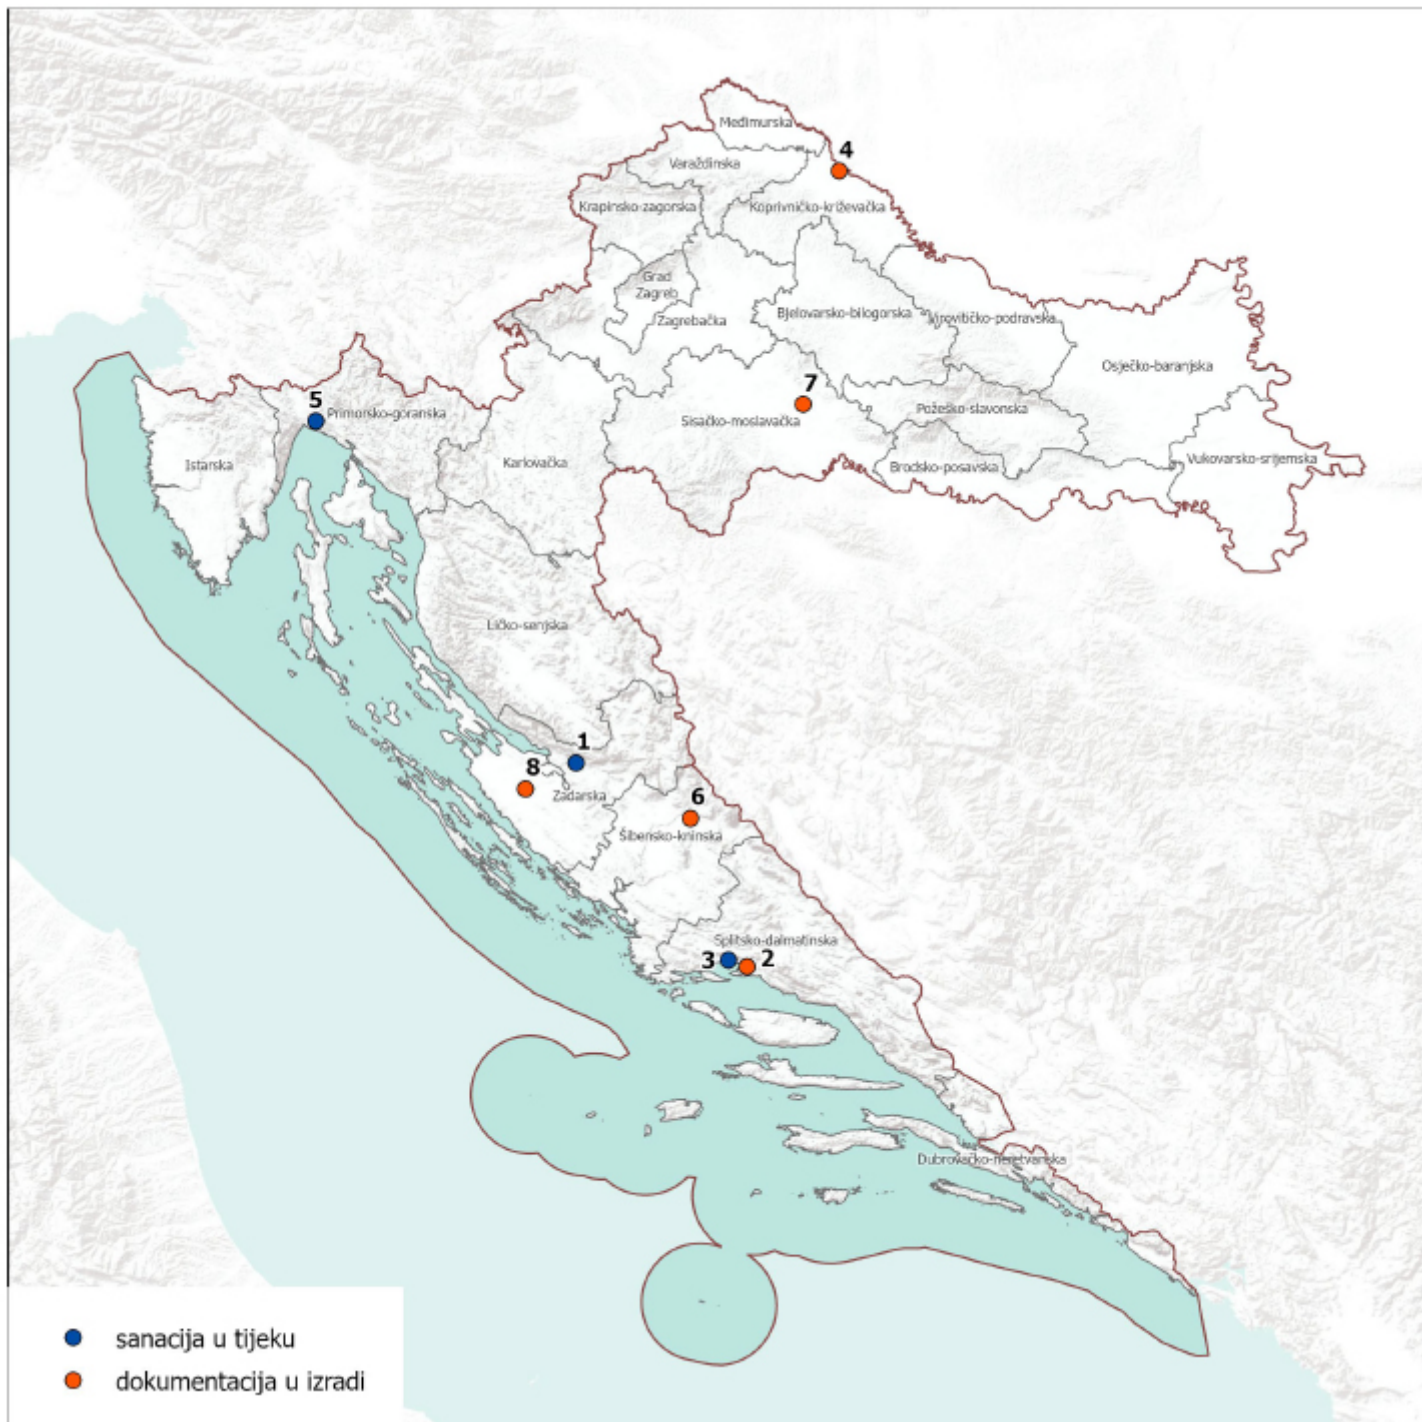 Međimurska
4
Varaždinska
Krapinsko-zagorska
Koprivničko-križevačka
Grad
Zagreb
Zagrebačka
Bjelovarsko-bilogorska
Virovitičko-podravska
Osječko-baranjska
7
5
Primorsko-goranska
Sisačko-moslavačka
Požeško-slavonska
Istarska
Karlovačka
Brodsko-posavska
Vukovarsko-srijemska
Ličko-senjska
1
8
Zadarska
6
Šibensko-kninska
Splitsko-dalmatinska
3
2
Dubrovačko-neretvanska
sanacija u tijeku
dokumentacija u izradi